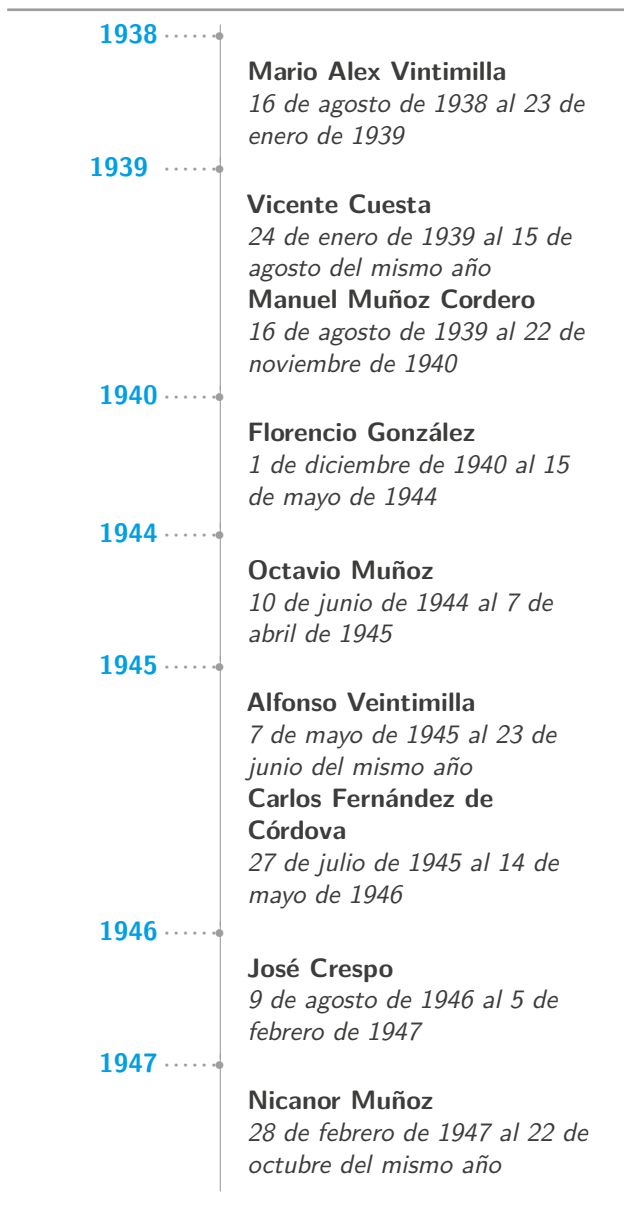 1938
Mario Alex Vintimilla
16 de agosto de 1938 al 23 de
enero de 1939
1939
Vicente Cuesta
24 de enero de 1939 al 15 de
agosto del mismo año
Manuel Muñoz Cordero
16 de agosto de 1939 al 22 de
noviembre de 1940
1940
Florencio González
1 de diciembre de 1940 al 15
de mayo de 1944
1944
Octavio Muñoz
10 de junio de 1944 al 7 de
abril de 1945
1945
Alfonso Veintimilla
7 de mayo de 1945 al 23 de
junio del mismo año
Carlos Fernández de
Córdova
27 de julio de 1945 al 14 de
mayo de 1946
1946
José Crespo
9 de agosto de 1946 al 5 de
febrero de 1947
1947
Nicanor Muñoz
28 de febrero de 1947 al 22 de
octubre del mismo año